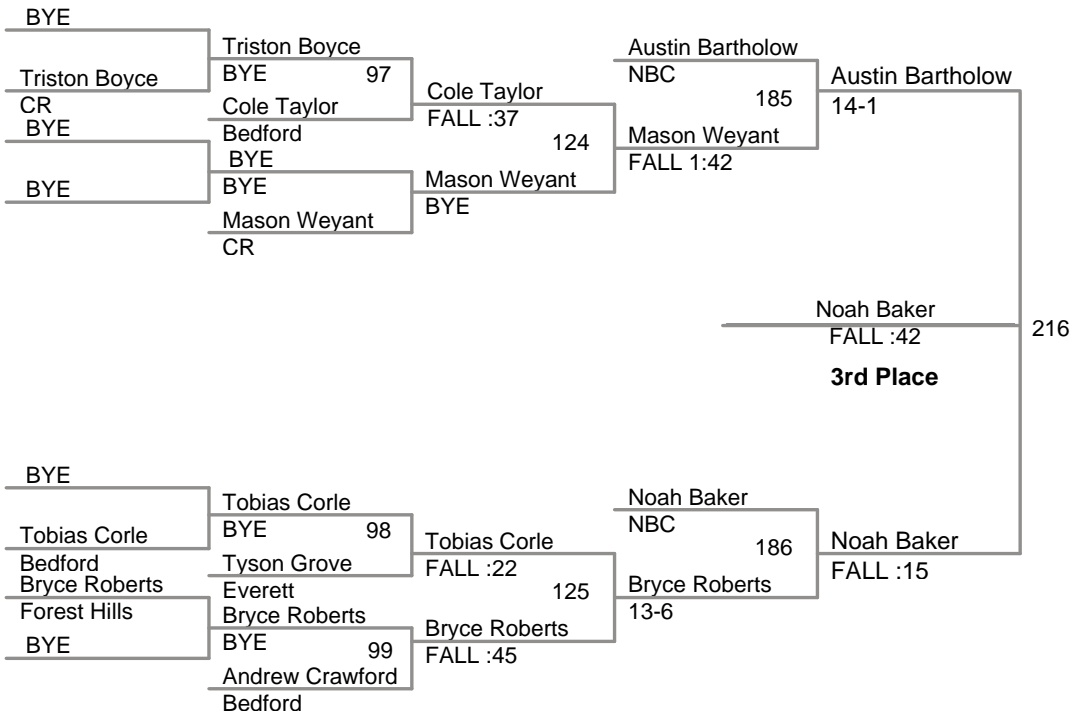 BYE
Triston Boyce
CR
BYE
BYE
Triston Boyce
BYE
97
Cole Taylor
Bedford
BYE
BYE
Mason Weyant
CR
Cole Taylor
FALL :37
124
Mason Weyant
BYE
Austin Bartholow
NBC
185
Mason Weyant
FALL 1:42
Austin Bartholow
14-1
Noah Baker
FALL :42
3rd Place
216
BYE
Tobias Corle
Bedford
Bryce Roberts
Forest Hills
BYE
Tobias Corle
BYE
98
Tyson Grove
Everett
Bryce Roberts
BYE
99
Andrew Crawford
Bedford
Tobias Corle
FALL :22
125
Bryce Roberts
FALL :45
Noah Baker
NBC
186
Bryce Roberts
13-6
Noah Baker
FALL :15